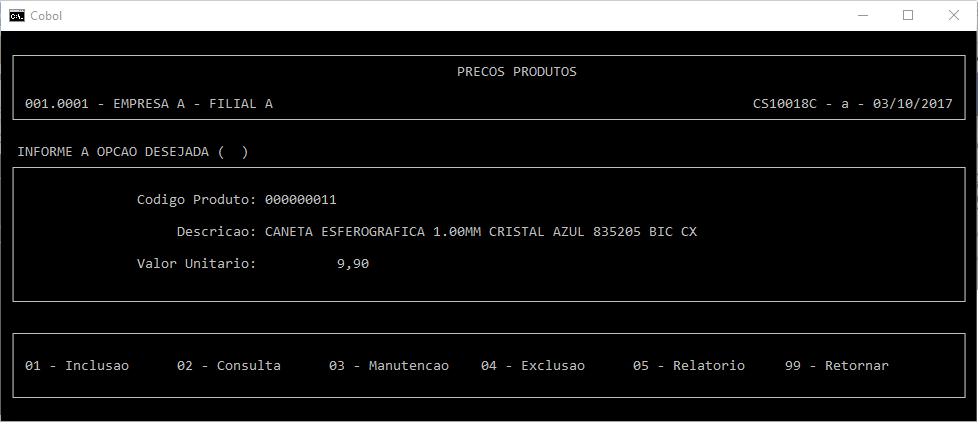 Cobol
PRECOS PRODUTOS
001.0001 - EMPRESA A - FILIAL A CS10018C - a - 03/10/2017
INFORME A OPCAO DESEJADA (  )
Codigo Produto: 000000011
Descricao: CANETA ESFEROGRAFICA 1.00MM CRISTAL AZUL 835205 BIC CX
Valor Unitario: 9,90
01 - Inclusao 02 - Consulta 03 - Manutencao 04 - Exclusao 05 - Relatorio 99 - Retornar